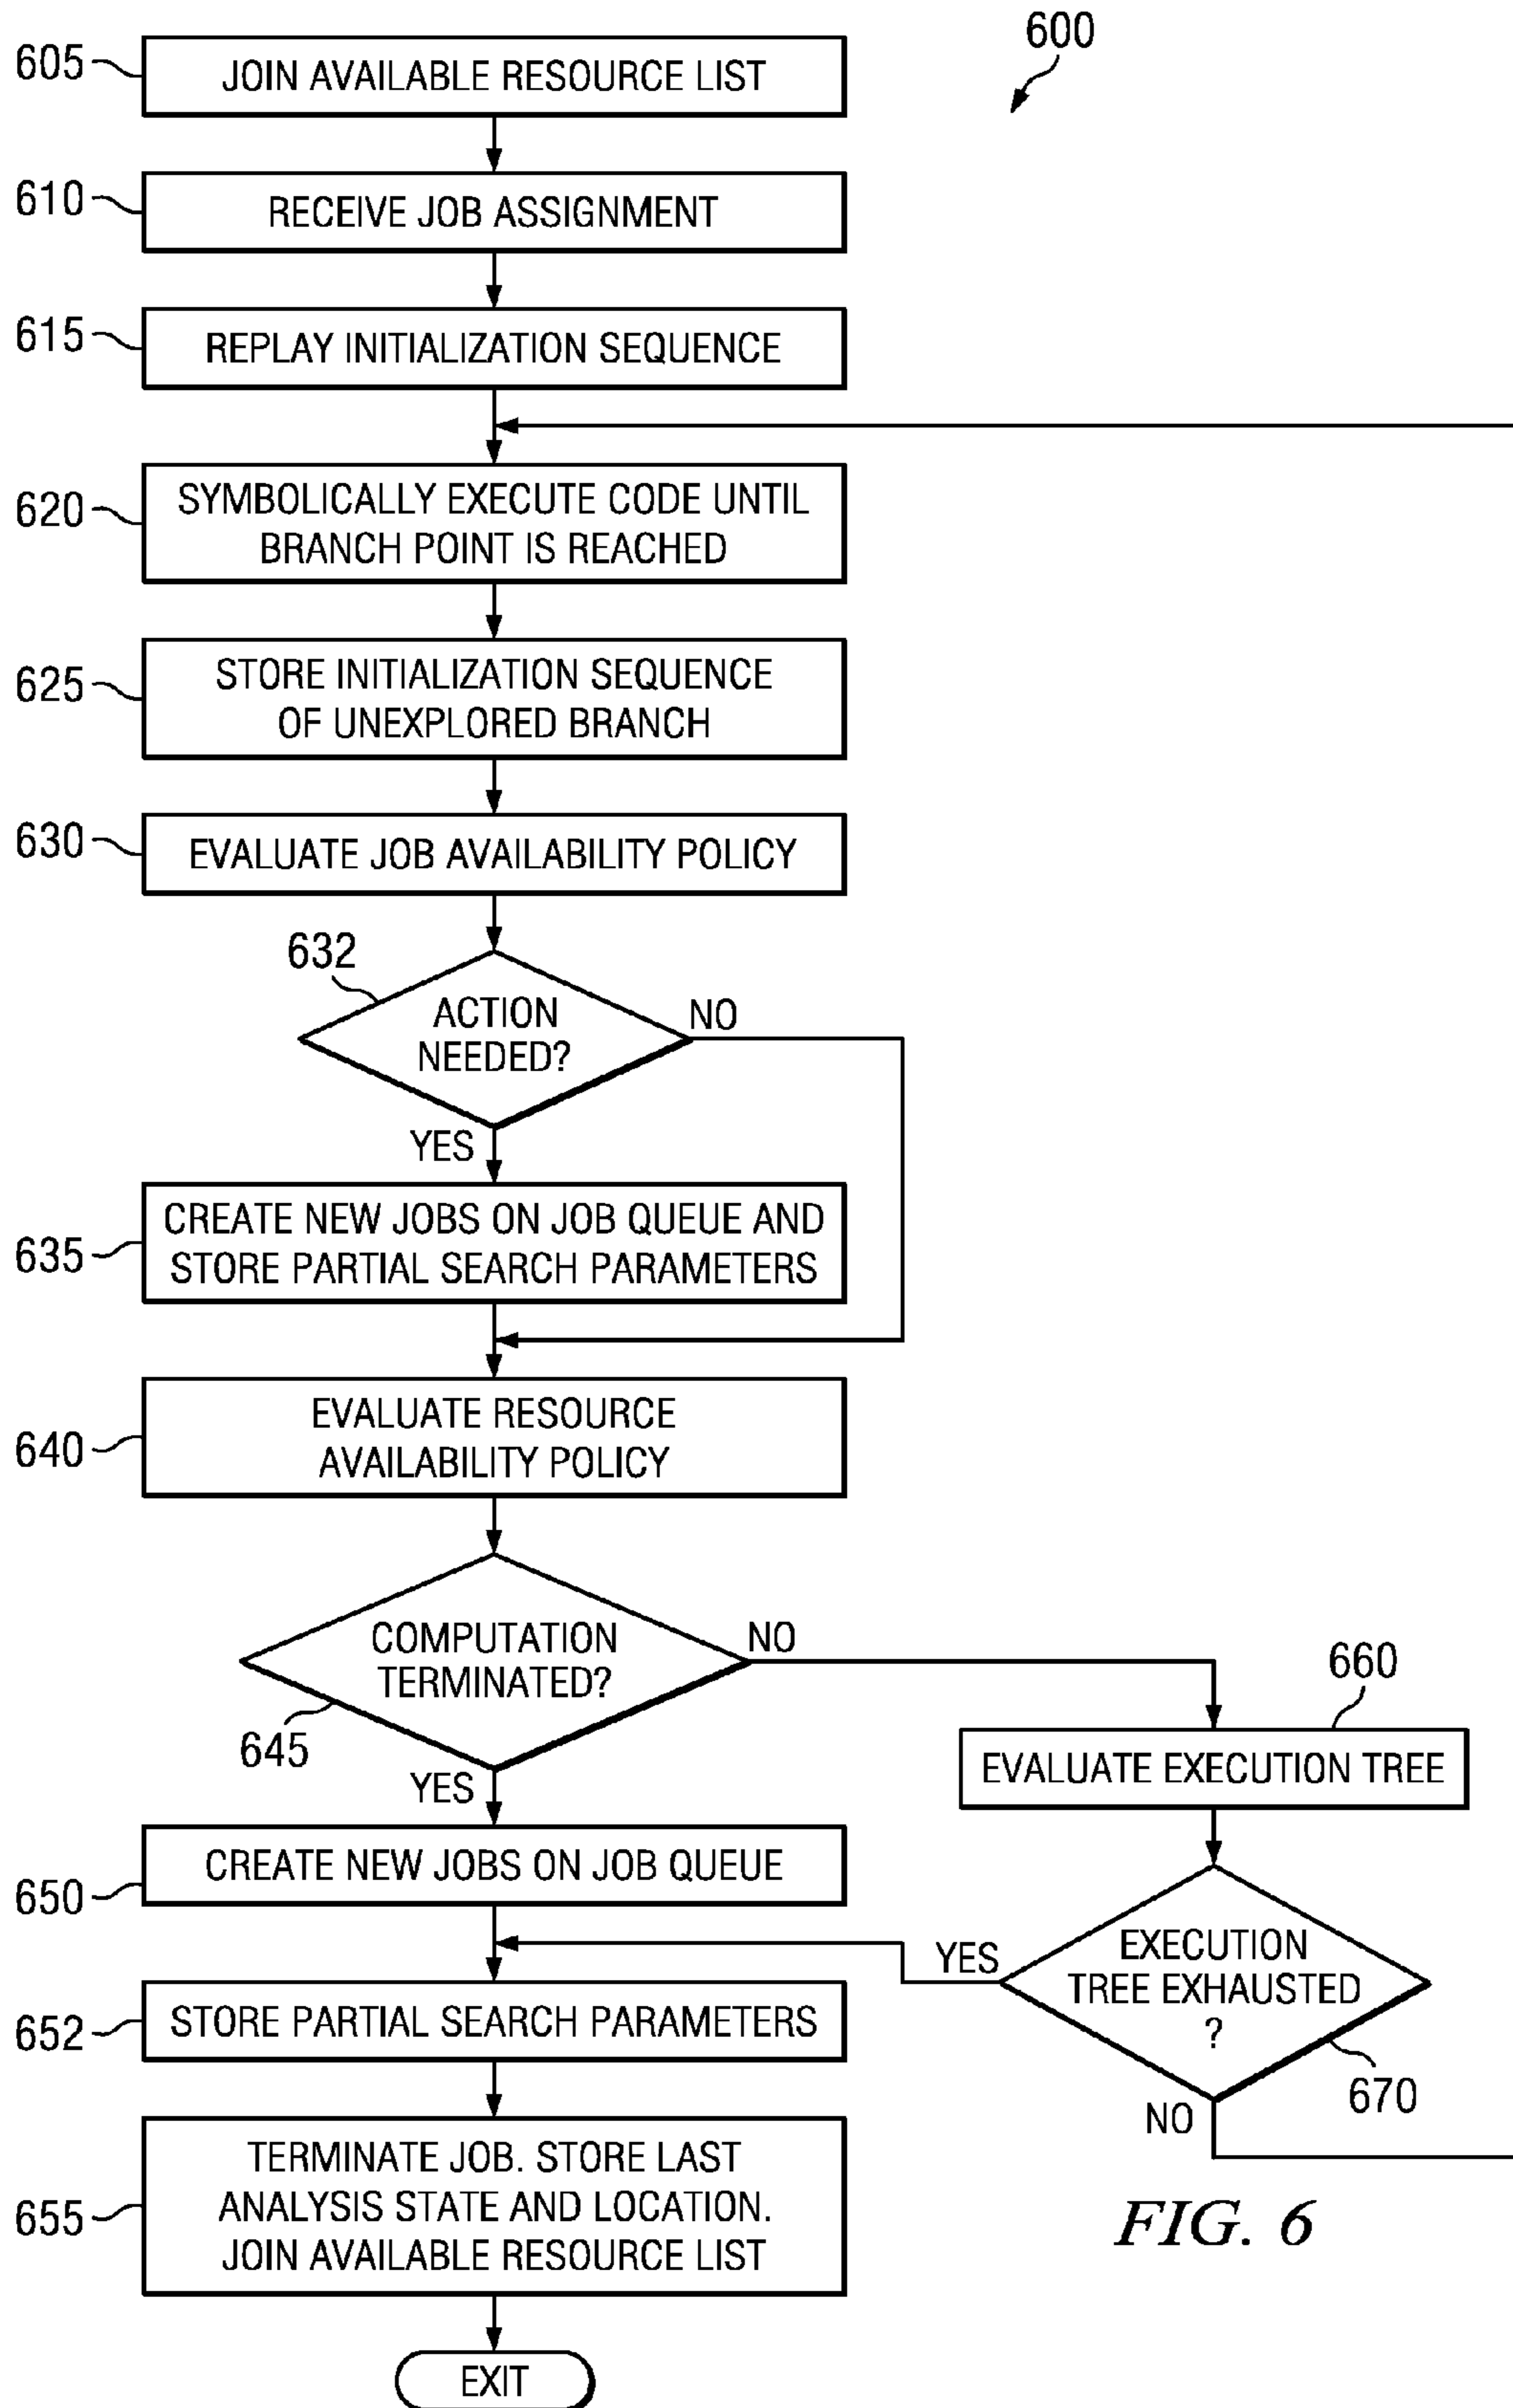 600
605
JOIN AVAILABLE RESOURCE LIST
610
RECEIVE JOB ASSIGNMENT
615
REPLAY INITIALIZATION SEQUENCE
620
SYMBOLICALLY EXECUTE CODE UNTIL
BRANCH POINT IS REACHED
625
STORE INITIALIZATION SEQUENCE
OF UNEXPLORED BRANCH
630
EVALUATE JOB AVAILABILITY POLICY
632
ACTION
NEEDED?
NO
YES
635
CREATE NEW JOBS ON JOB QUEUE AND
STORE PARTIAL SEARCH PARAMETERS
640
EVALUATE RESOURCE
AVAILABILITY POLICY
COMPUTATION
TERMINATED?
NO
645
YES
660
EVALUATE EXECUTION TREE
650
CREATE NEW JOBS ON JOB QUEUE
EXECUTION
TREE EXHAUSTED
?
YES
670
NO
652
STORE PARTIAL SEARCH PARAMETERS
655
TERMINATE JOB. STORE LAST
ANALYSIS STATE AND LOCATION.
JOIN AVAILABLE RESOURCE LIST
FIG. 6
EXIT